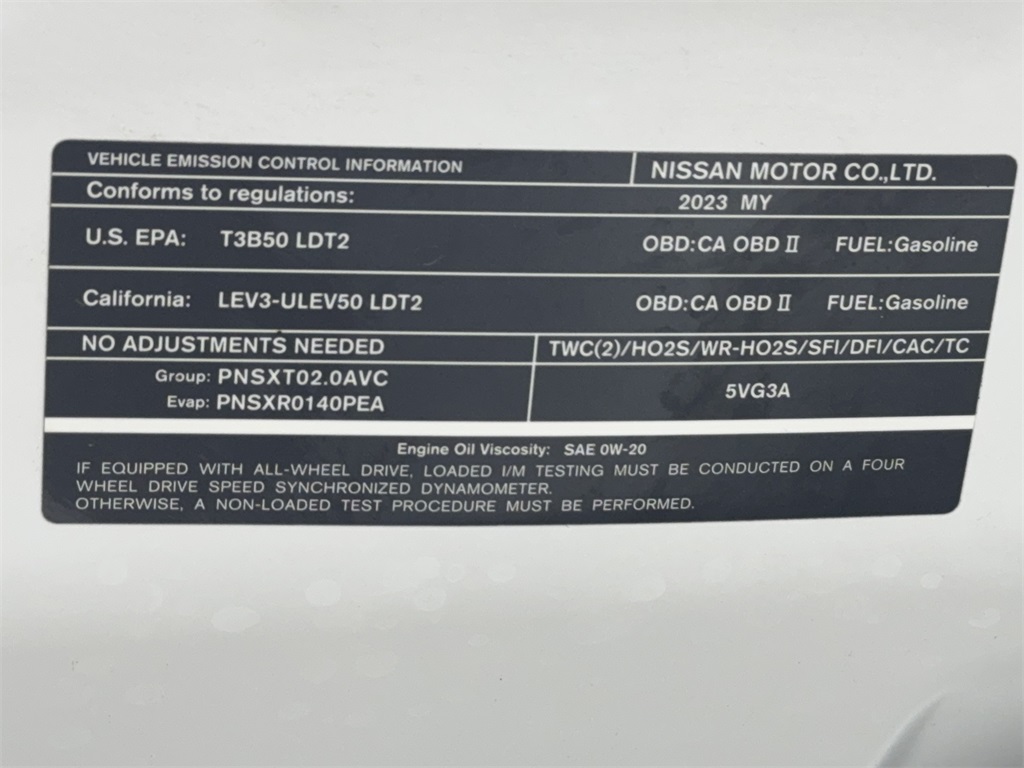 VEHICLE EMISSION CONTROL INFORMATION NISSAN MOTOR CO.,LTD.
Conforms to regulations: 2023 MY
U.S. EPA: T3B50 LDT2 OBD:CA OBD II FUEL:Gasoline
California: LEV3-ULEV50 LDT2 OBD:CA OBD II FUEL:Gasoline
NO ADJUSTMENTS NEEDED TWC(2)/HO2S/WR-HO2S/SFI/DFI/CAC/TC
Group: PNSXT02.0AVC
Evap: PNSXR0140PEA
5VG3A
Engine Oil Viscosity: SAE 0W-20
IF EQUIPPED WITH ALL-WHEEL DRIVE, LOADED I/M TESTING MUST BE CONDUCTED ON A FOUR
WHEEL DRIVE SPEED SYNCHRONIZED DYNAMOMETER.
OTHERWISE, A NON-LOADED TEST PROCEDURE MUST BE PERFORMED.